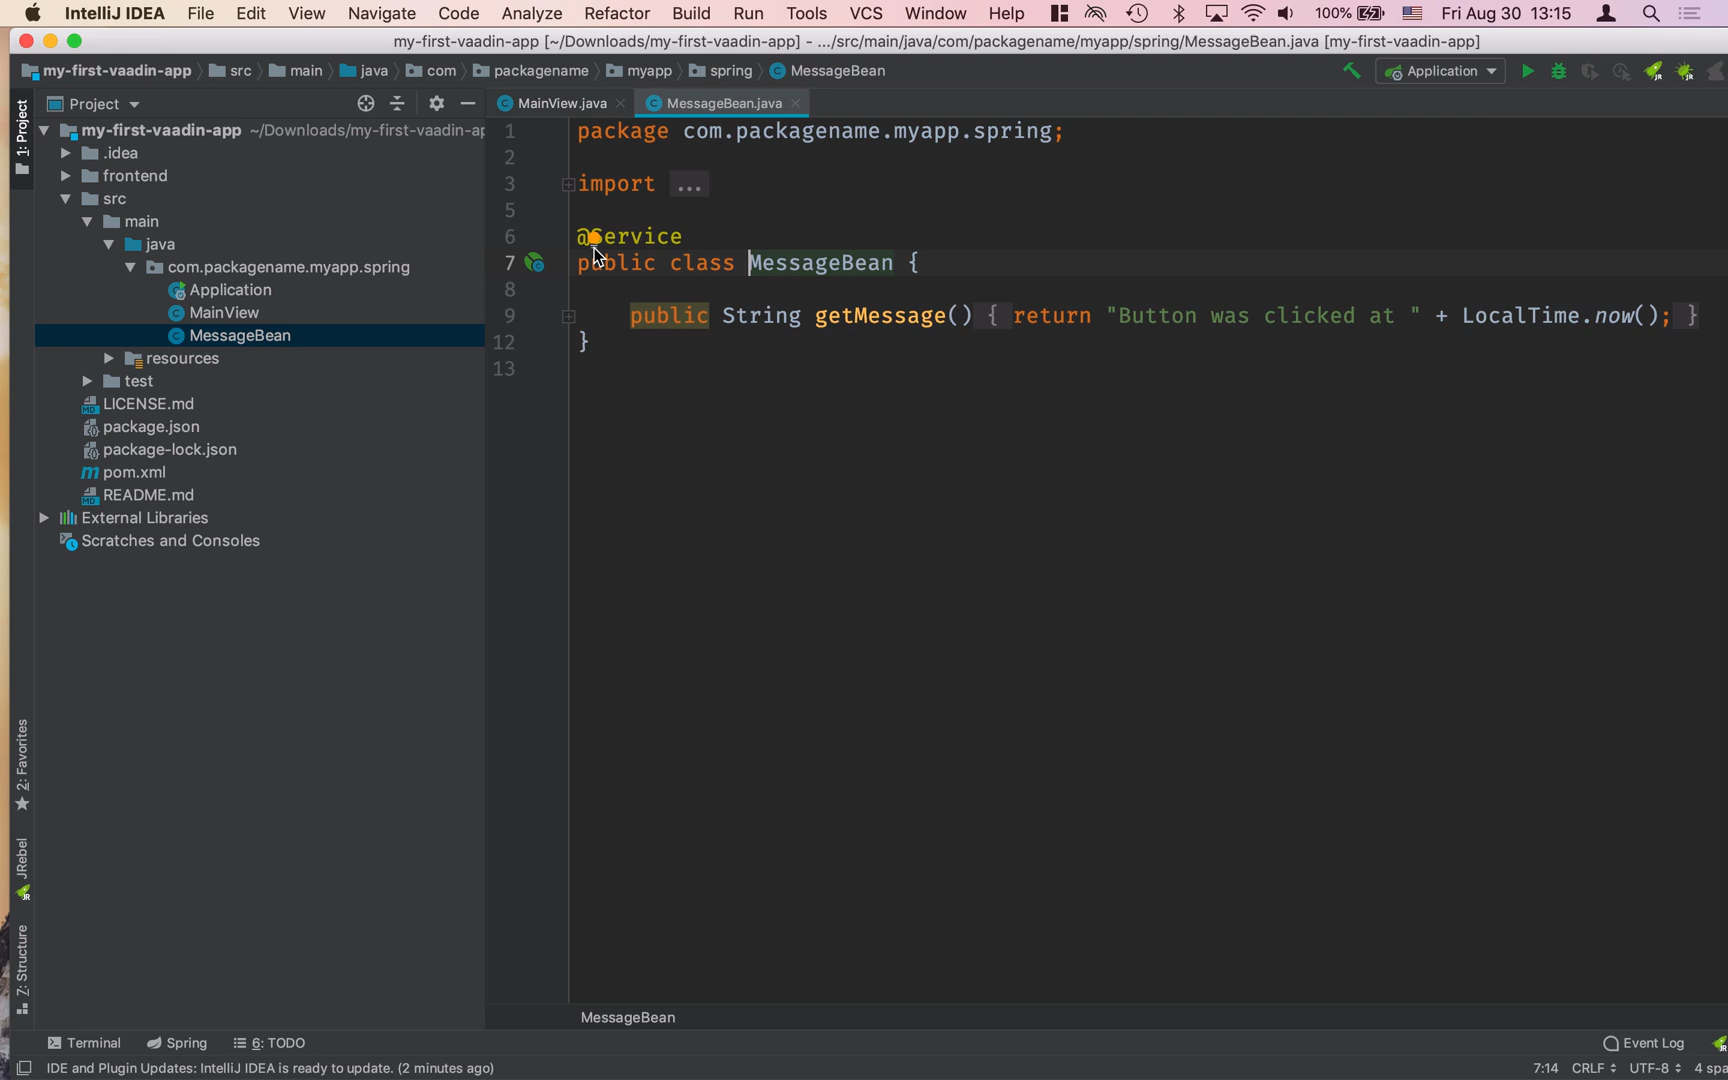 IntelliJ IDEA File Edit View Navigate Code Analyze Refactor Build Run Tools VCS Window Help 100% Fri Aug 30 13:15
my-first-vaadin-app [~/Downloads/my-first-vaadin-app] - .../src/main/java/com/packagename/myapp/spring/MessageBean.java [my-first-vaadin-app]
my-first-vaadin-app src main java com packagename myapp spring MessageBean Application
Project MainView.java MessageBean.java
1: Project
my-first-vaadin-app ~/Downloads/my-first-vaadin-ap
.idea
frontend
src
main
java
com.packagename.myapp.spring
Application
MainView
MessageBean
resources
test
LICENSE.md
package.json
package-lock.json
pom.xml
README.md
External Libraries
Scratches and Consoles
2: Favorites
JRebel
7: Structure
1 package com.packagename.myapp.spring;
2
3 import ...
5
6 @Service
7 public class MessageBean {
8
9 public String getMessage() { return "Button was clicked at " + LocalTime.now(); }
12 }
13
MessageBean
Terminal Spring 6: TODO Event Log
IDE and Plugin Updates: IntelliJ IDEA is ready to update. (2 minutes ago) 7:14 CRLF UTF-8 4 spa